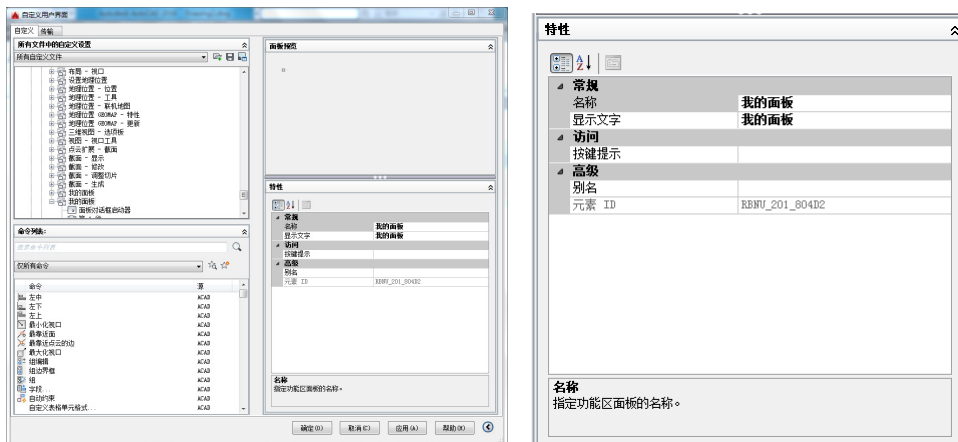 自定义用户界面
自定义 传输
所有文件中的自定义设置
所有自定义文件
布局 - 视口
设置地理位置
地理位置 - 位置
地理位置 - 工具
地理位置 - 联机地图
地理位置 GEOMAP - 特性
地理位置 GEOMAP - 更新
三维视图 - 选项板
视图 - 视口工具
点云扩展 - 截面
截面 - 显示
截面 - 修改
截面 - 调整切片
截面 - 生成
我的面板
我的面板
面板对话框启动器
命令列表:
搜索命令列表
仅所有命令
命令 源
左中 ACAD
左下 ACAD
左上 ACAD
最小化视口 ACAD
最靠近面 ACAD
最靠近点云的边 ACAD
最大化视口 ACAD
组编辑 ACAD
组边界框 ACAD
组 ACAD
字段... ACAD
自动约束 ACAD
自定义表格单元格式... ACAD
面板预览
特性
常规
名称 我的面板
显示文字 我的面板
访问
按键提示
高级
别名
元素 ID RBNU_201_804D2
名称
指定功能区面板的名称。
确定(O) 取消(C) 应用(A) 帮助(H)
特性
常规
名称 我的面板
显示文字 我的面板
访问
按键提示
高级
别名
元素 ID RBNU_201_804D2
名称
指定功能区面板的名称。